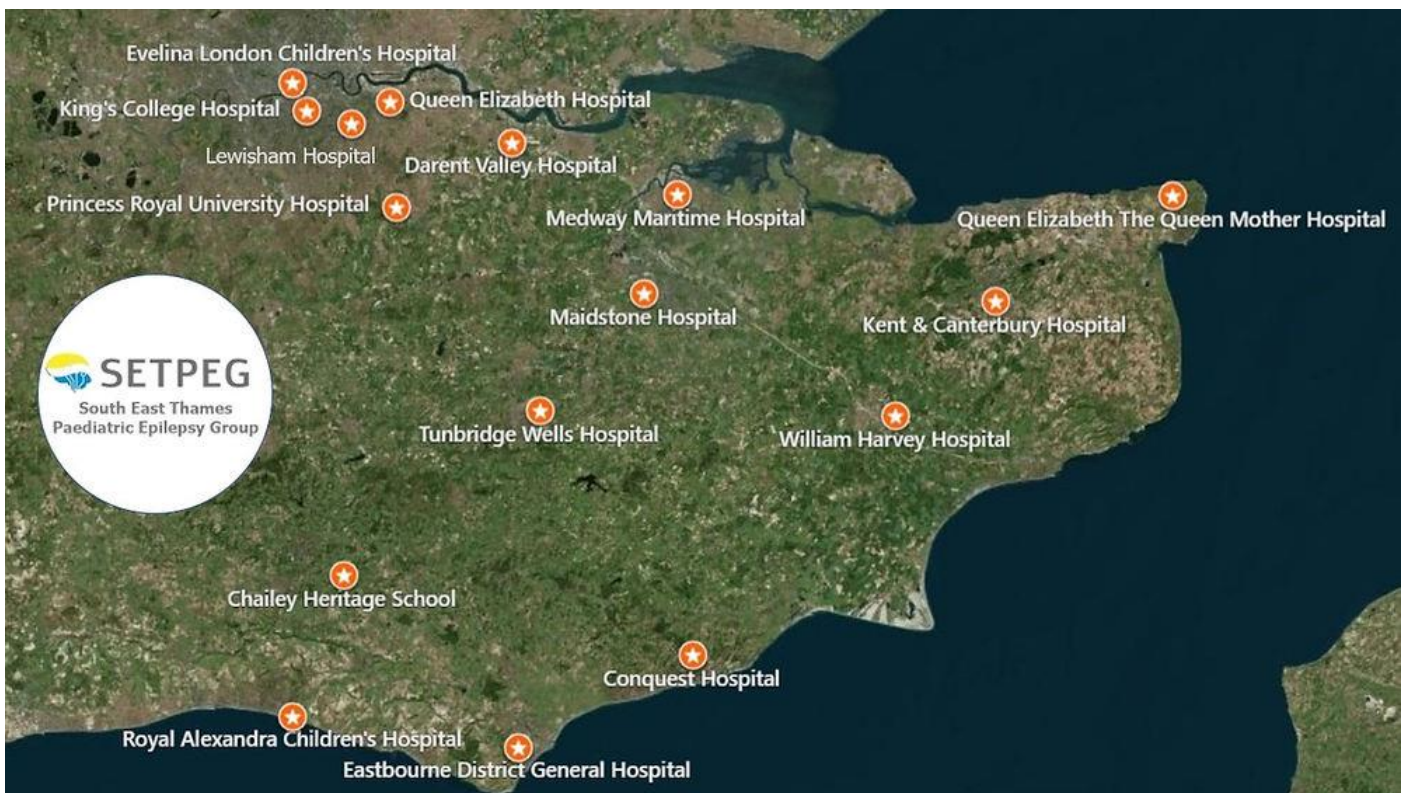 Evelina London Children's Hospital
King's College Hospital
Queen Elizabeth Hospital
Lewisham Hospital
Darent Valley Hospital
Princess Royal University Hospital
Medway Maritime Hospital
Queen Elizabeth The Queen Mother Hospital
Maidstone Hospital
Kent & Canterbury Hospital
SETPEG
South East Thames
Paediatric Epilepsy Group
Tunbridge Wells Hospital
William Harvey Hospital
Chailey Heritage School
Conquest Hospital
Royal Alexandra Children's Hospital
Eastbourne District General Hospital